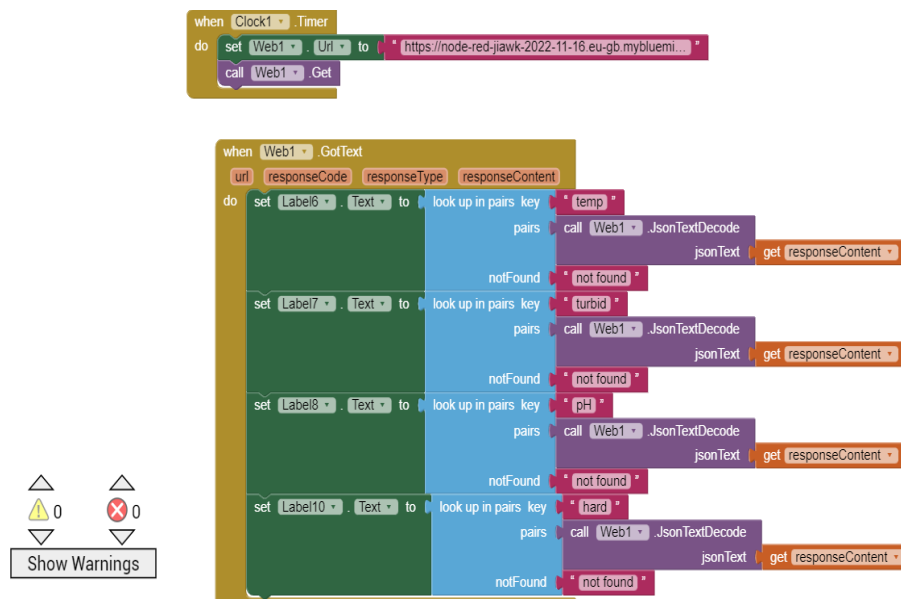 when Clock1 .Timer
do set Web1 . Url to " https://node-red-jiawk-2022-11-16.eu-gb.mybluemi... "
call Web1 .Get
when Web1 .GotText
url responseCode responseType responseContent
do set Label6 . Text to look up in pairs key " temp "
pairs call Web1 .JsonTextDecode
jsonText get responseContent
notFound " not found "
set Label7 . Text to look up in pairs key " turbid "
pairs call Web1 .JsonTextDecode
jsonText get responseContent
notFound " not found "
set Label8 . Text to look up in pairs key " pH "
pairs call Web1 .JsonTextDecode
jsonText get responseContent
notFound " not found "
set Label10 . Text to look up in pairs key " hard "
pairs call Web1 .JsonTextDecode
jsonText get responseContent
notFound " not found "
0 0
Show Warnings